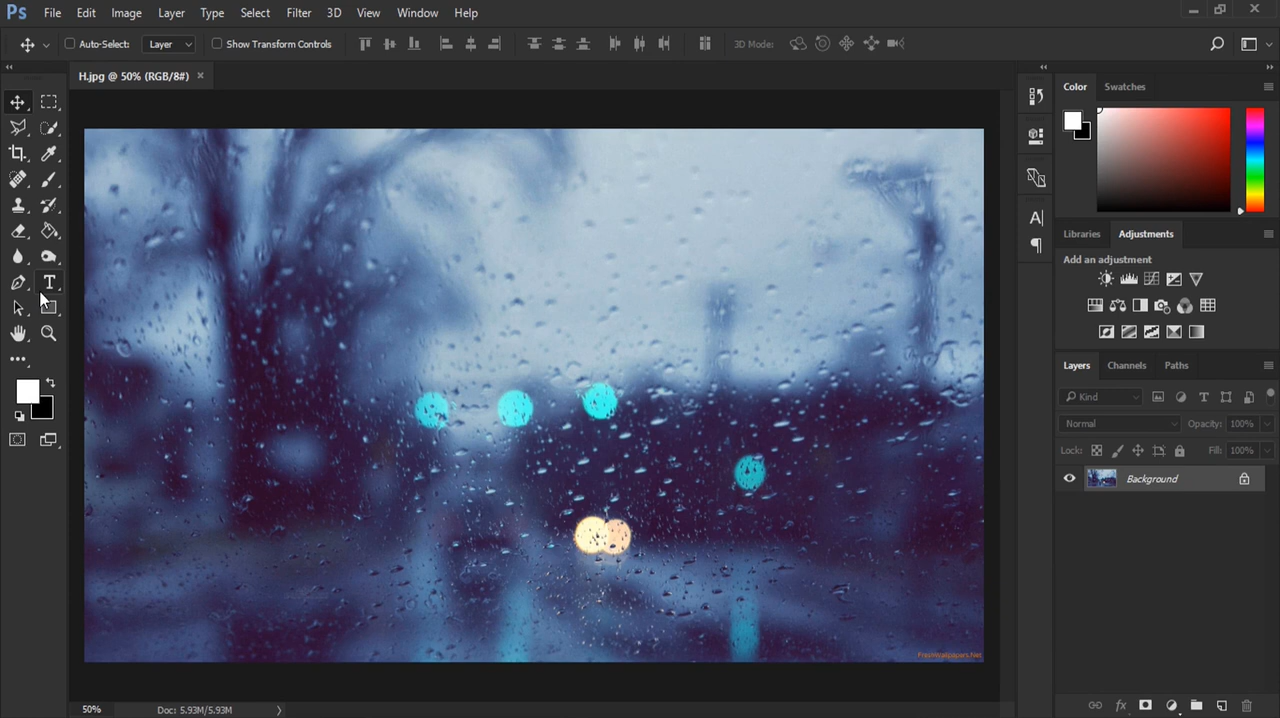 Ps File Edit Image Layer Type Select Filter 3D View Window Help
Auto-Select: Layer Show Transform Controls 3D Mode:
H.jpg @ 50% (RGB/8#) ×
Color Swatches
Libraries Adjustments
Add an adjustment
Layers Channels Paths
Kind
Normal Opacity: 100%
Lock: Fill: 100%
Background
FreeWallpapers.Net
50% Doc: 5.93M/5.93M